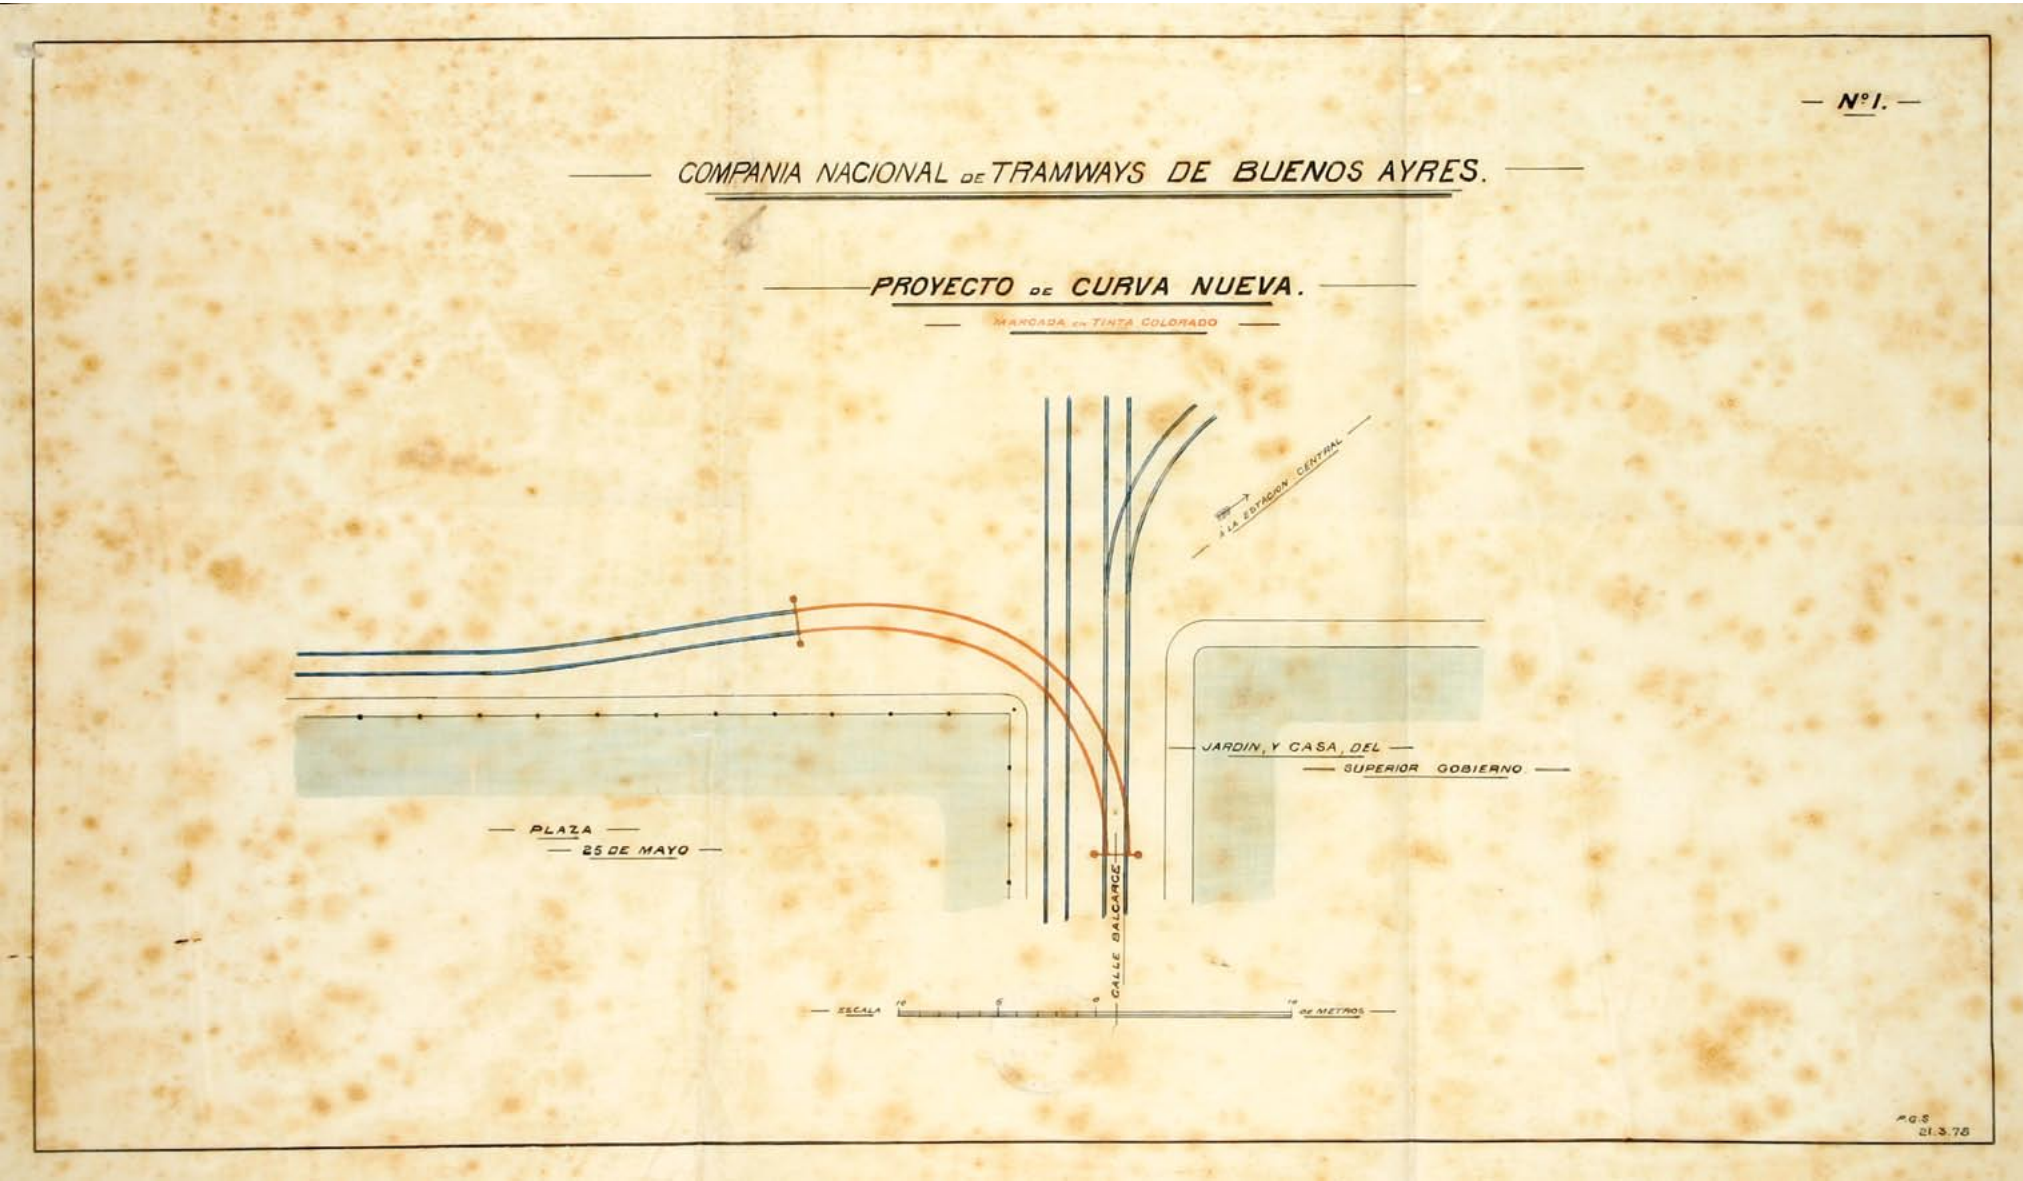 — Nº 1. —
COMPANIA NACIONAL DE TRAMWAYS DE BUENOS AYRES.
PROYECTO DE CURVA NUEVA.
MARCADA EN TINTA COLORADO
A LA ESTACION CENTRAL
JARDIN, Y CASA, DEL
SUPERIOR GOBIERNO.
PLAZA
25 DE MAYO
CALLE BALCARCE
ESCALA 10 5 0 10 DE METROS
P.G.S
21.3.78